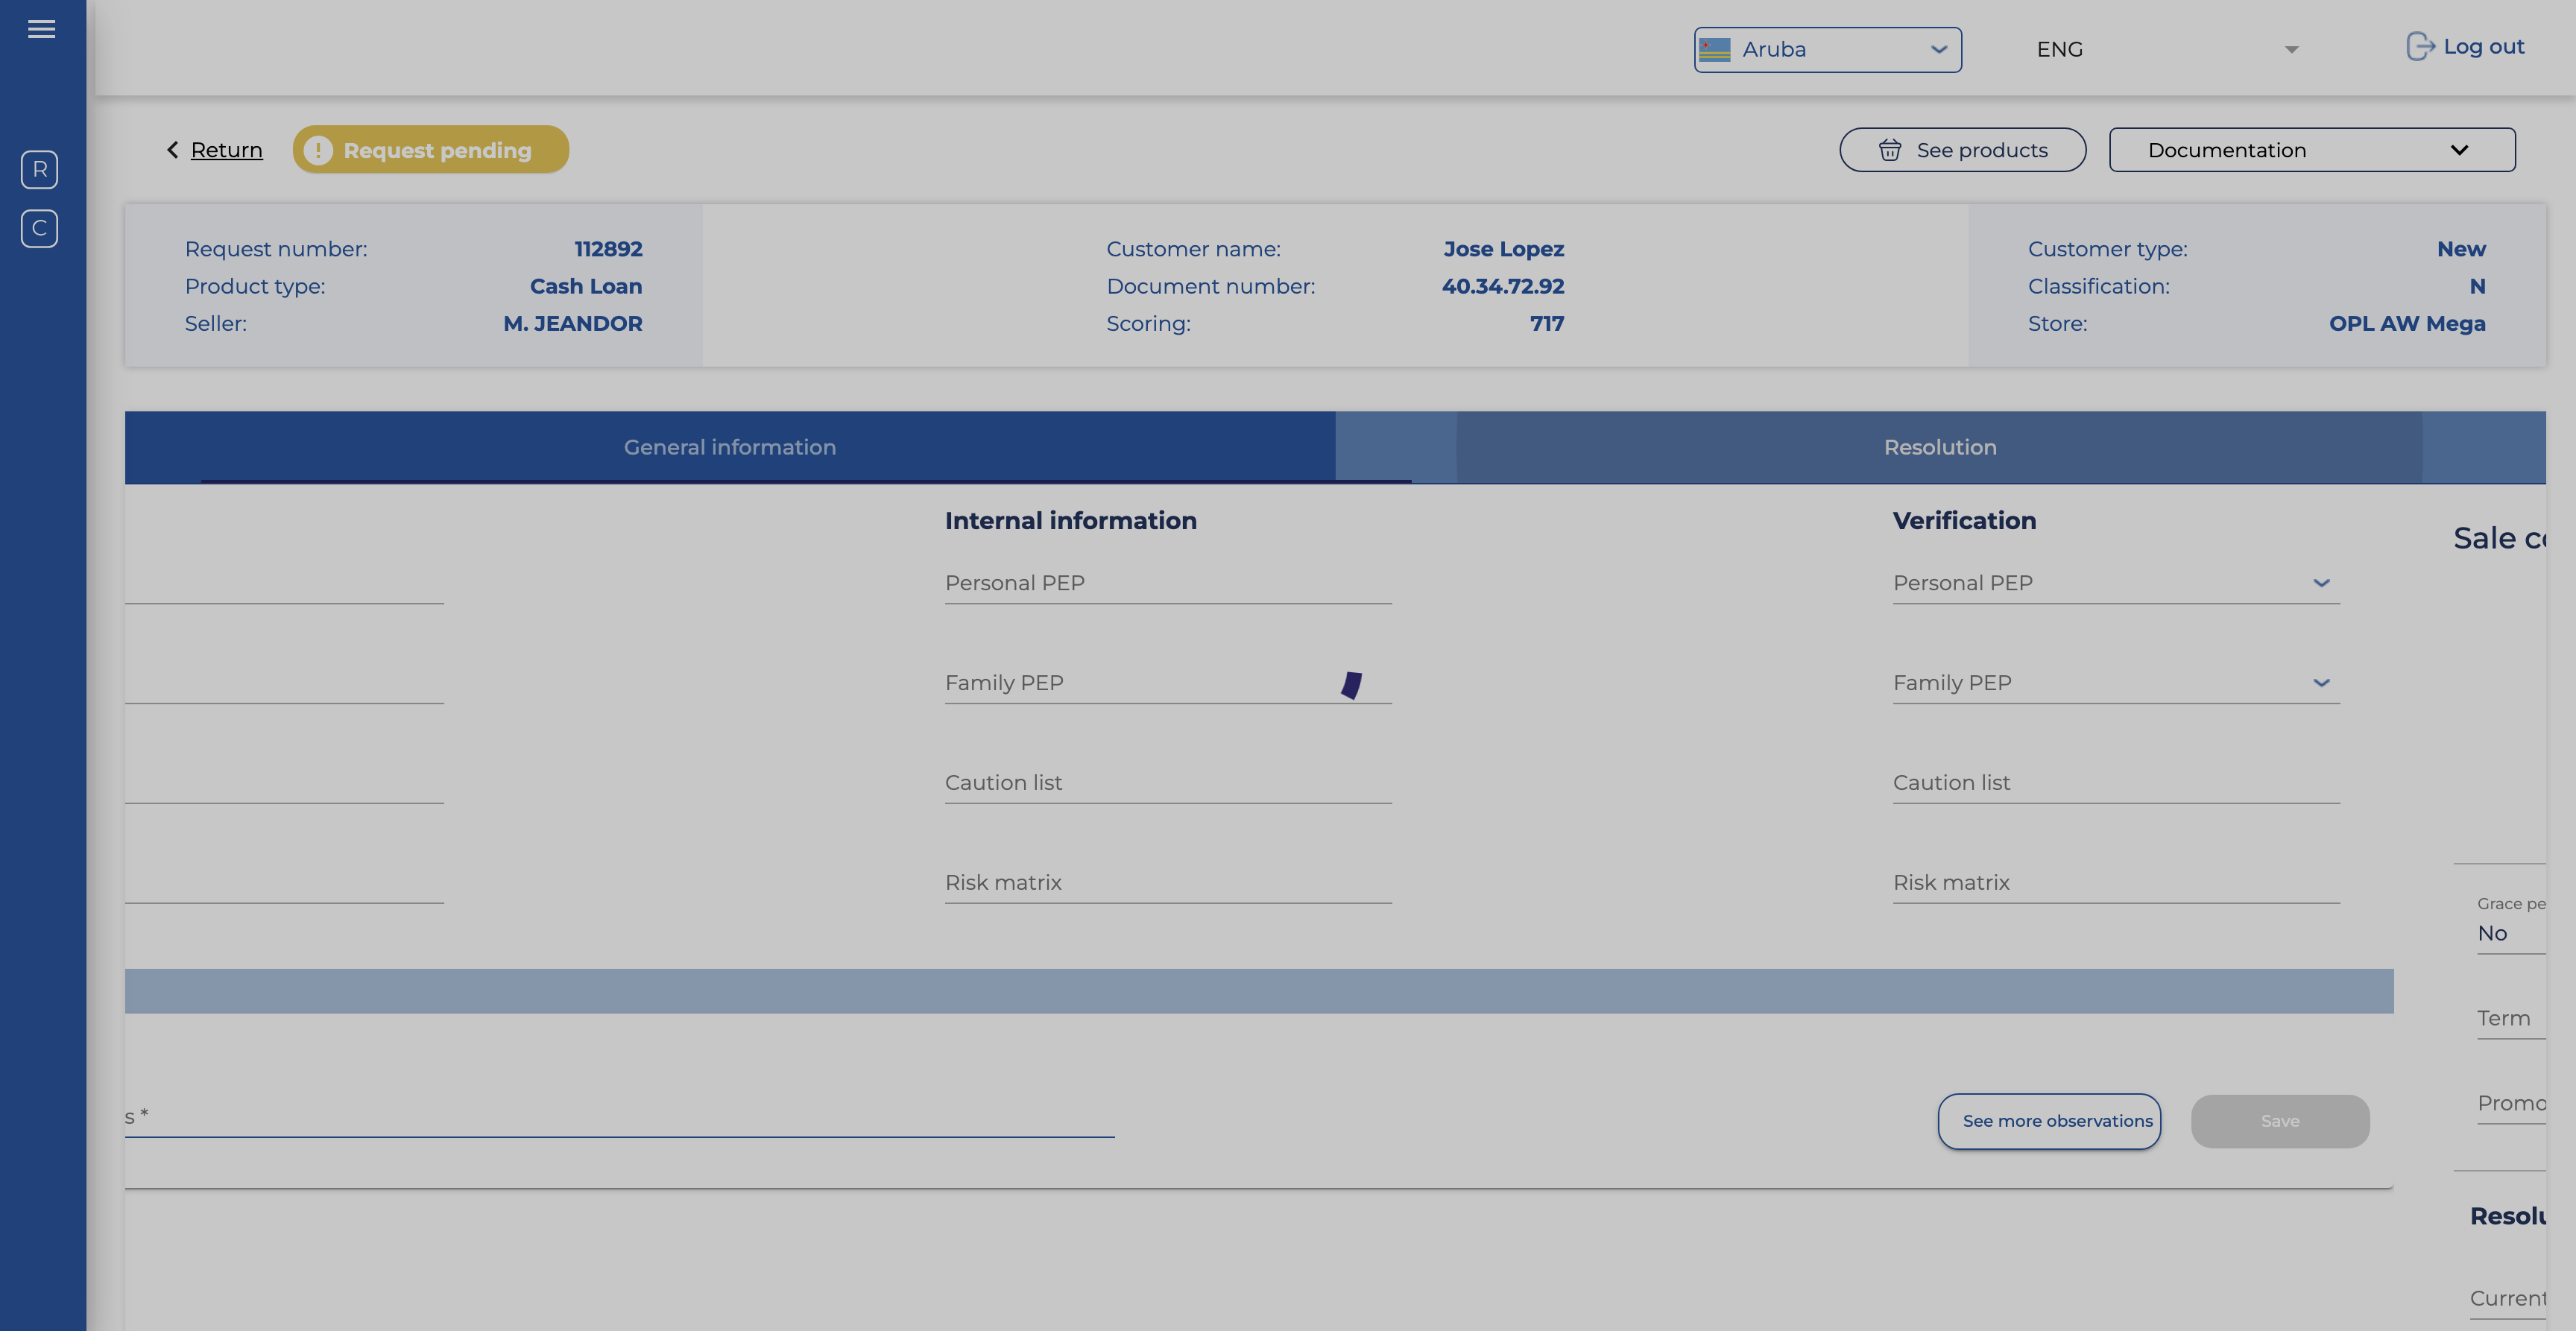 Aruba
ENG
Log out
R
C
Return
Request pending
See products
Documentation
Request number: 112892
Product type: Cash Loan
Seller: M. JEANDOR
Customer name: Jose Lopez
Document number: 40.34.72.92
Scoring: 717
Customer type: New
Classification: N
Store: OPL AW Mega
General information
Resolution
Internal information
Personal PEP
Family PEP
Caution list
Risk matrix
Verification
Personal PEP
Family PEP
Caution list
Risk matrix
s *
See more observations
Save
Sale c
Grace pe
No
Term
Promo
Resolu
Current